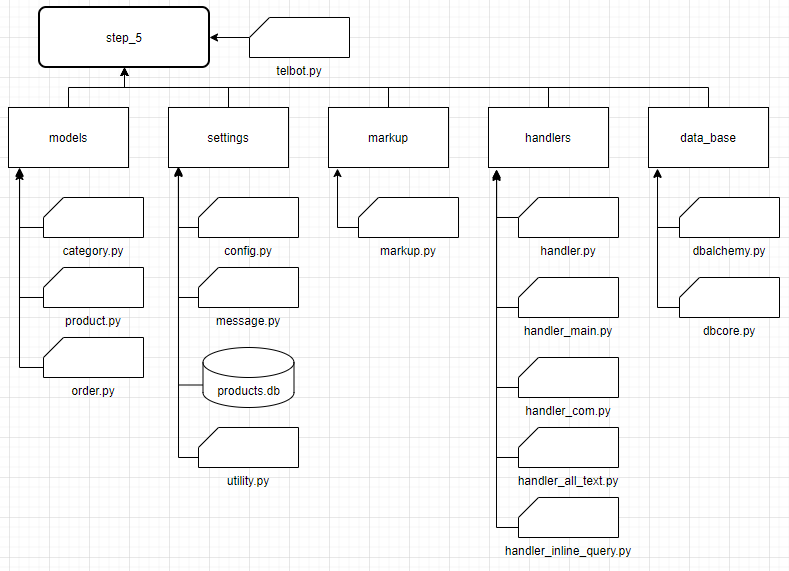 step_5
telbot.py
models
settings
markup
handlers
data_base
category.py
config.py
markup.py
handler.py
dbalchemy.py
product.py
message.py
handler_main.py
dbcore.py
order.py
products.db
handler_com.py
utility.py
handler_all_text.py
handler_inline_query.py